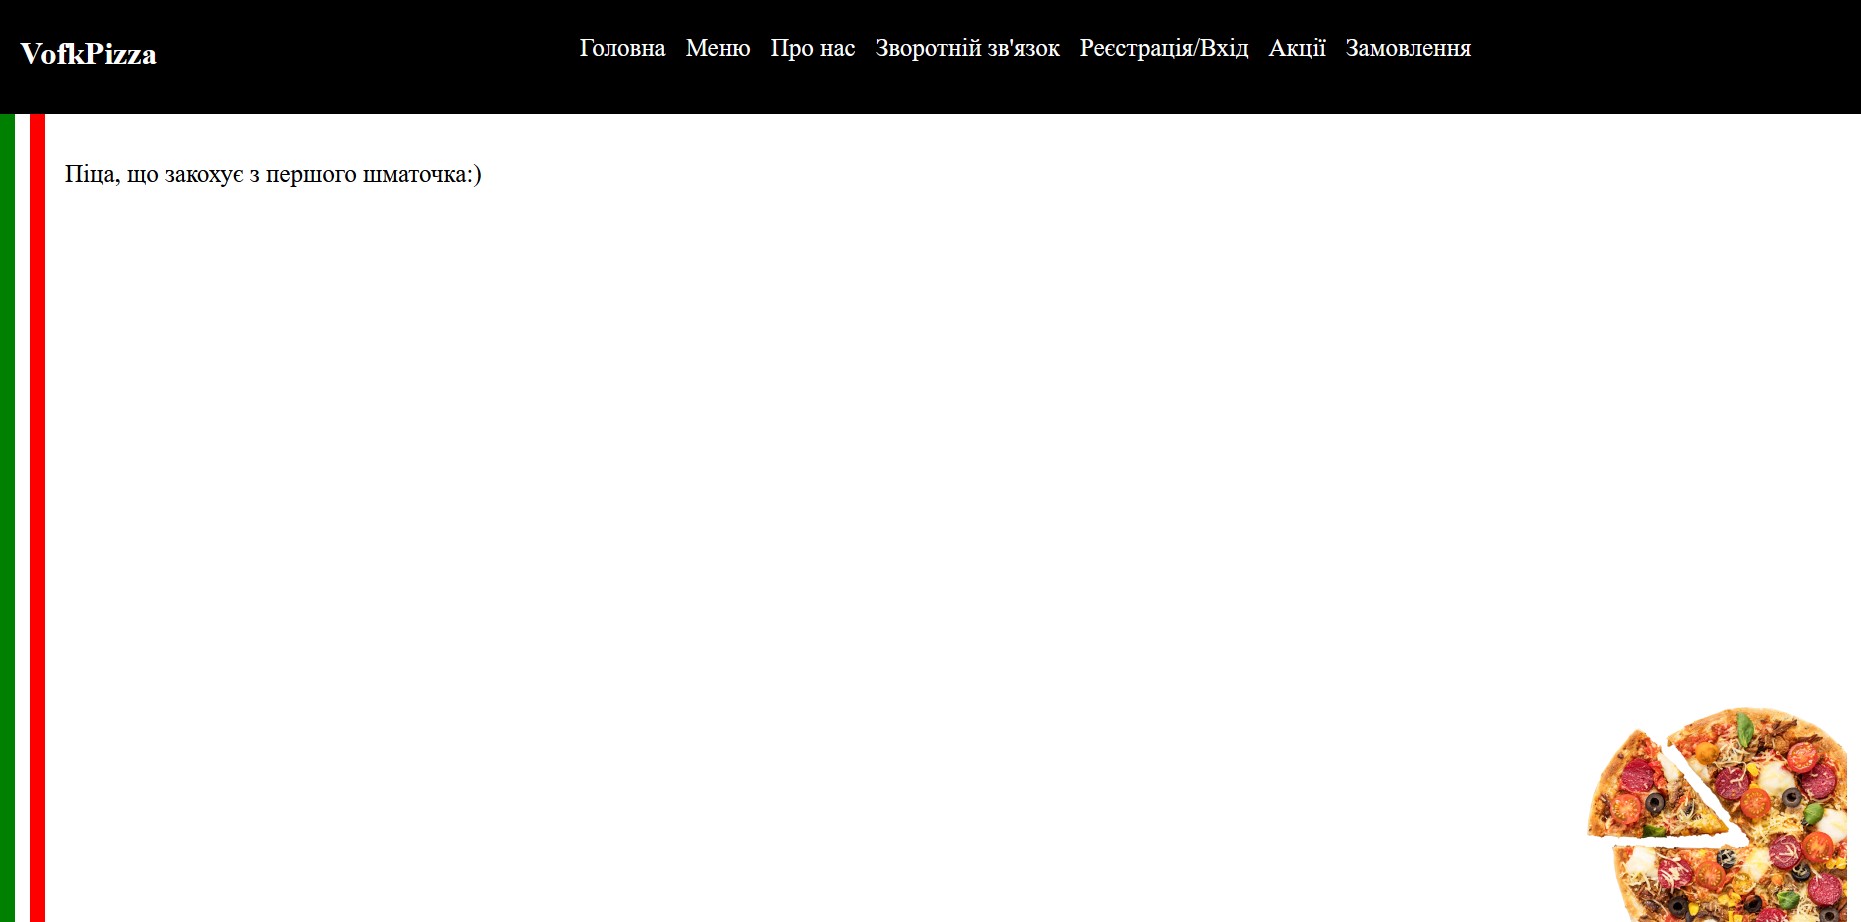 VofkPizza
Головна Меню Про нас Зворотній зв'язок Реєстрація/Вхід Акції Замовлення
Піца, що закохує з першого шматочка:)